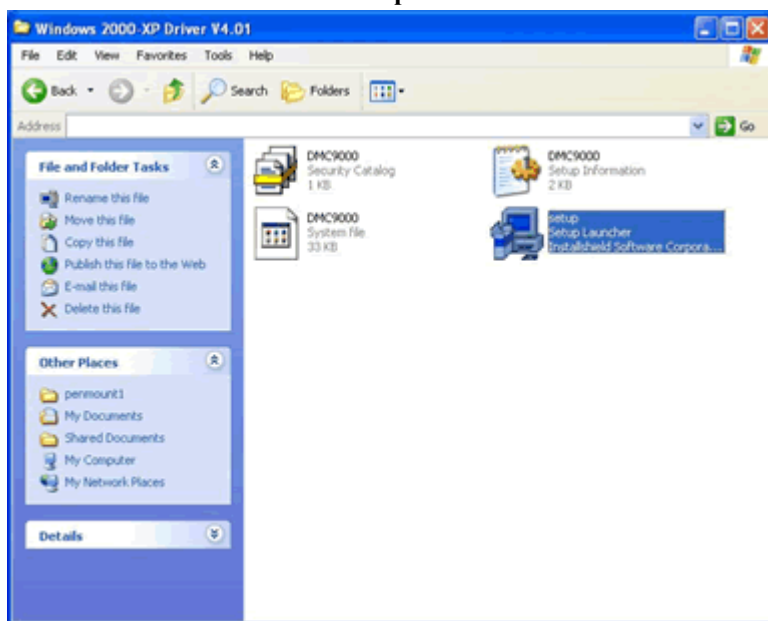 Windows 2000-XP Driver V4.01
File Edit View Favorites Tools Help
Back Search Folders
Address Go
File and Folder Tasks
Rename this file
Move this file
Copy this file
Publish this file to the Web
E-mail this file
Delete this file
Other Places
penmount1
My Documents
Shared Documents
My Computer
My Network Places
Details
DMC9000
Security Catalog
1 KB
DMC9000
Setup Information
2 KB
DMC9000
System file
33 KB
setup
Setup Launcher
InstallShield Software Corpora...